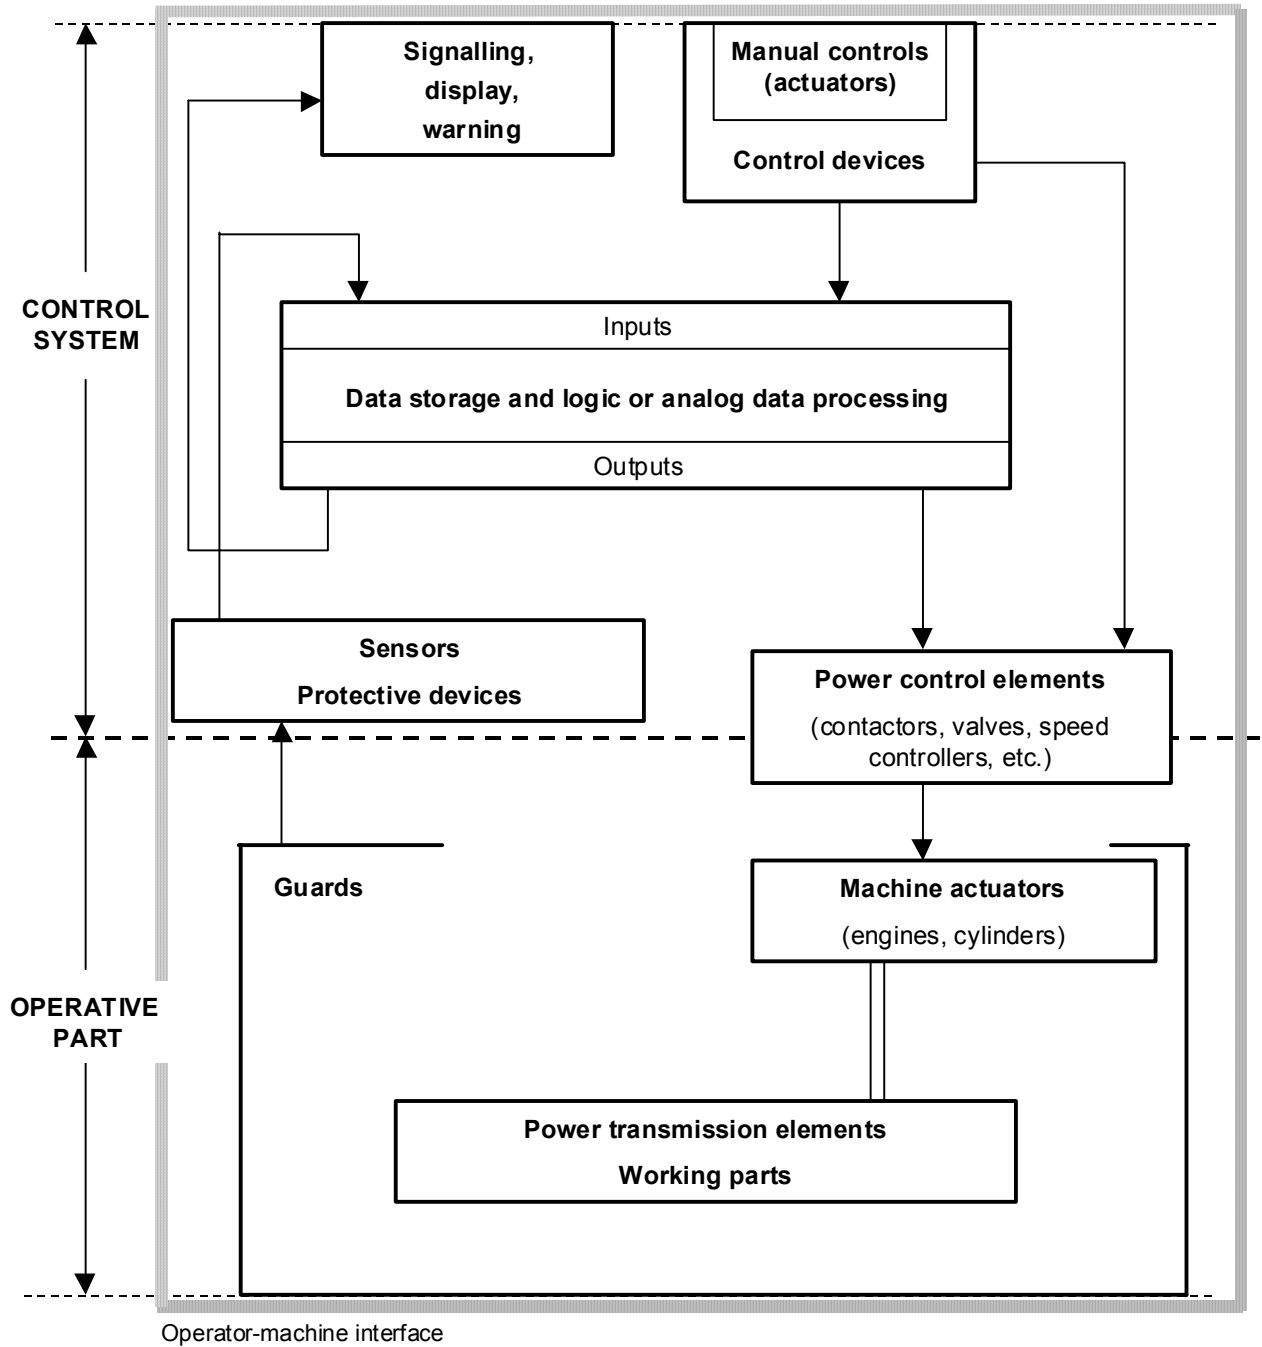 Signalling,
display,
warning
Manual controls
(actuators)
Control devices
CONTROL
SYSTEM
Inputs
Data storage and logic or analog data processing
Outputs
Sensors
Protective devices
Power control elements
(contactors, valves, speed
controllers, etc.)
Guards
Machine actuators
(engines, cylinders)
OPERATIVE
PART
Power transmission elements
Working parts
Operator-machine interface